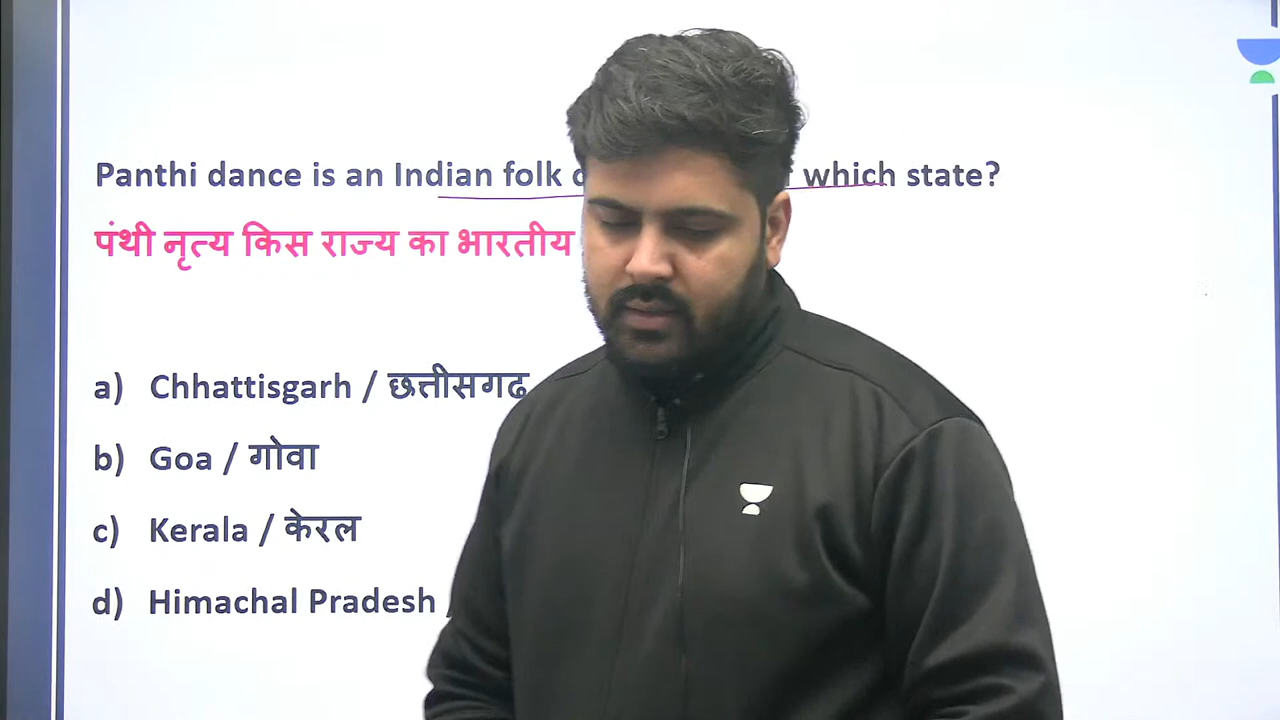 Panthi dance is an Indian folk which state?
पंथी नृत्य किस राज्य का भारतीय
a) Chhattisgarh / छत्तीसगढ़
b) Goa / गोवा
c) Kerala / केरल
d) Himachal Pradesh